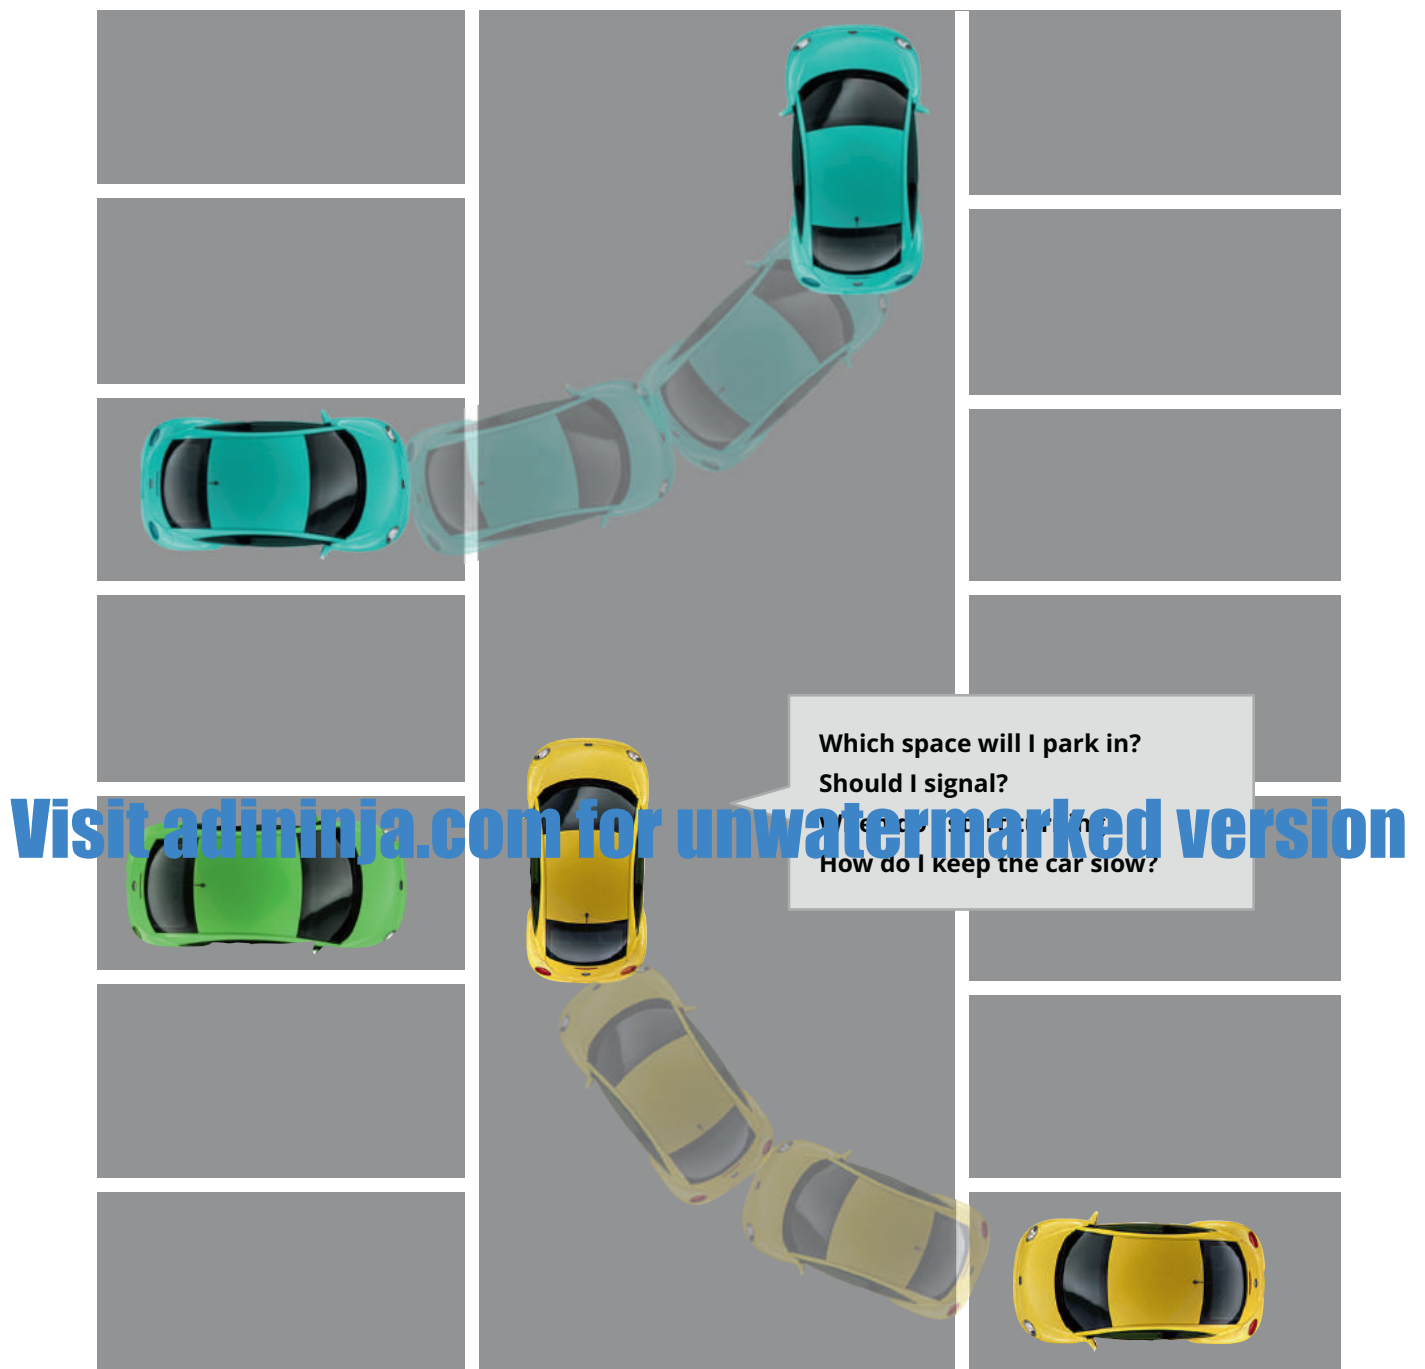 Which space will I park in?
Should I signal?
Visit adininja.com for unwatermarked version
How do I keep the car slow?